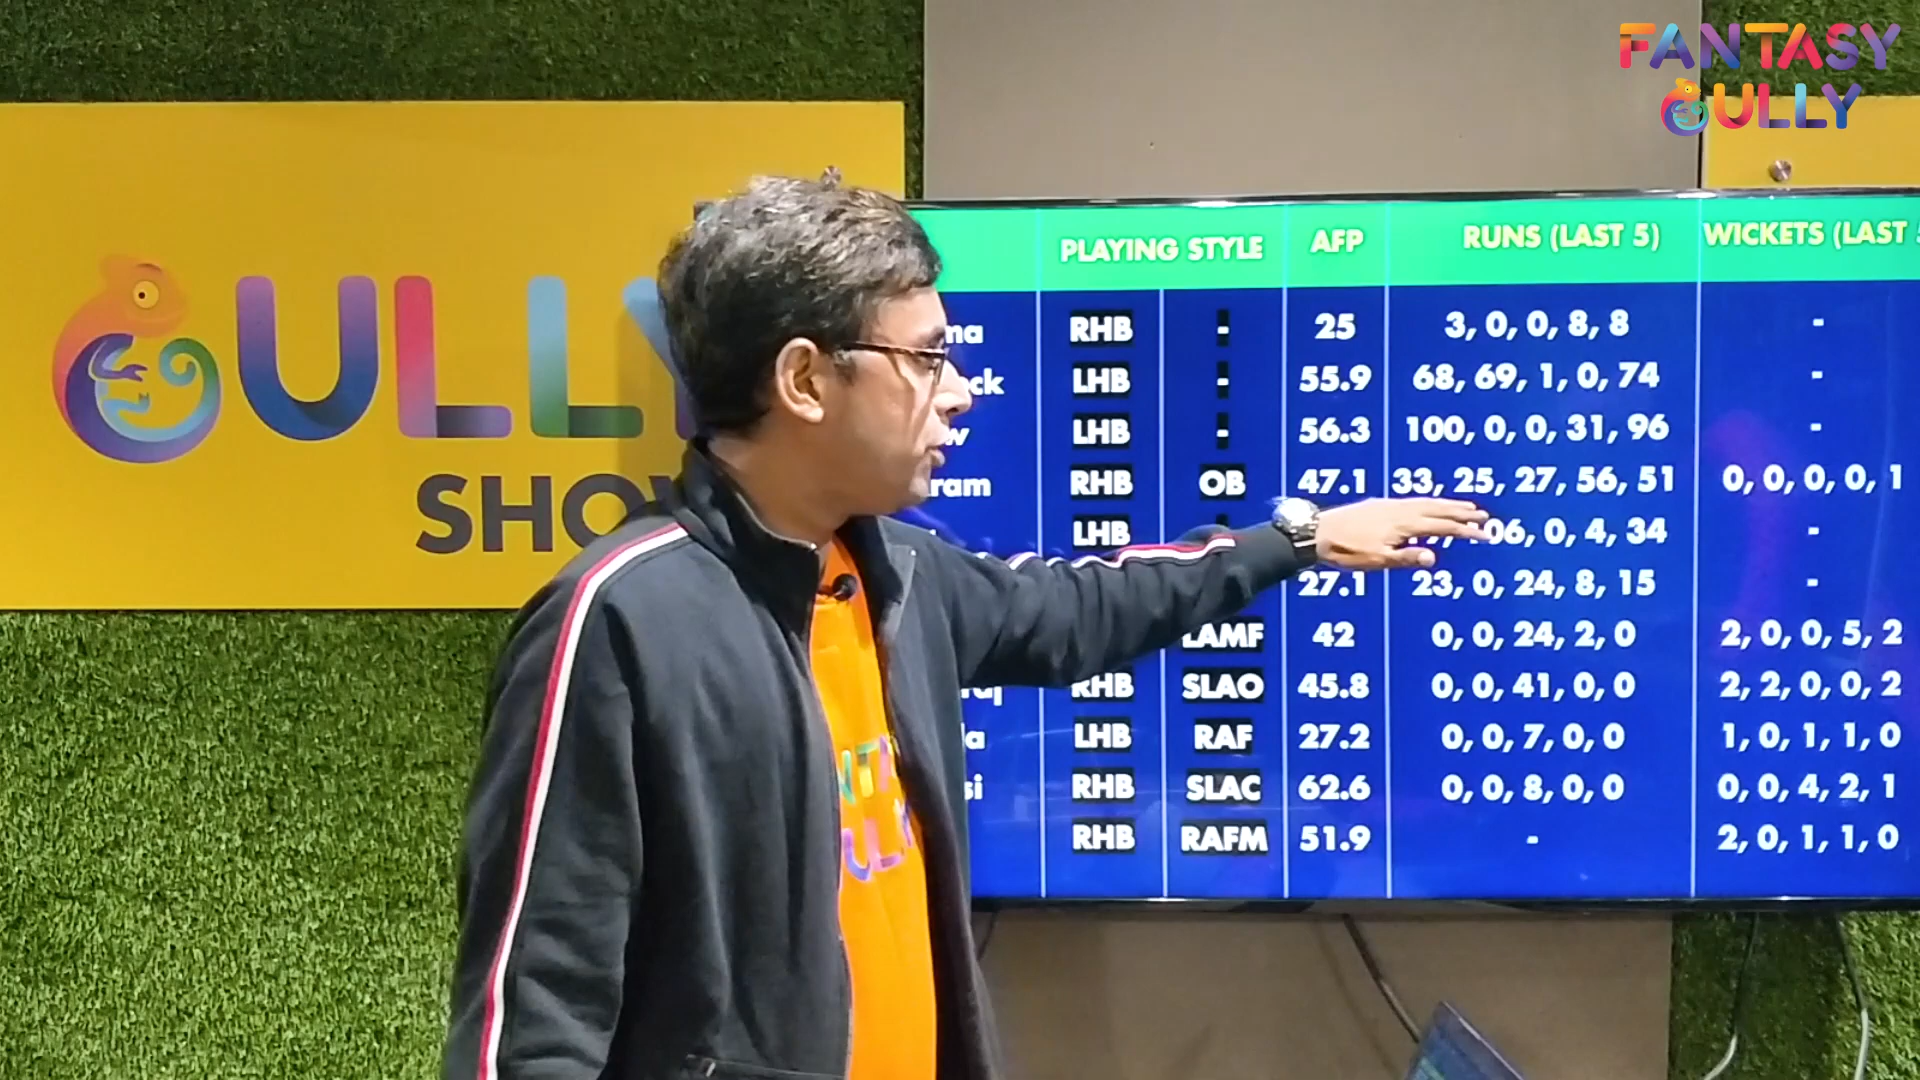 FANTASY
GULLY
GULLY
SHOW
PLAYING STYLE AFP RUNS (LAST 5) WICKETS (LAST 5
ma RHB - 25 3, 0, 0, 8, 8 -
ck LHB - 55.9 68, 69, 1, 0, 74 -
w LHB - 56.3 100, 0, 0, 31, 96 -
ram RHB OB 47.1 33, 25, 27, 56, 51 0, 0, 0, 0, 1
LHB 06, 0, 4, 34 -
27.1 23, 0, 24, 8, 15 -
LAMF 42 0, 0, 24, 2, 0 2, 0, 0, 5, 2
aj RHB SLAO 45.8 0, 0, 41, 0, 0 2, 2, 0, 0, 2
a LHB RAF 27.2 0, 0, 7, 0, 0 1, 0, 1, 1, 0
si RHB SLAC 62.6 0, 0, 8, 0, 0 0, 0, 4, 2, 1
RHB RAFM 51.9 - 2, 0, 1, 1, 0